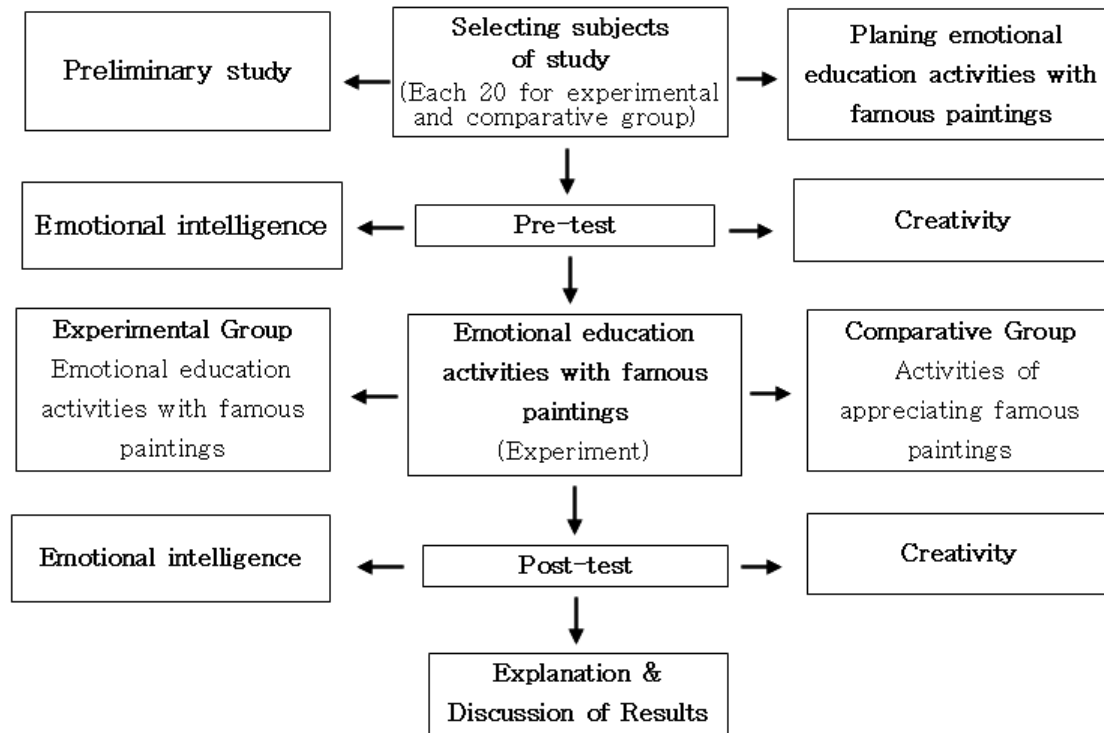 Preliminary study
Selecting subjects
of study
(Each 20 for experimental
and comparative group)
Planing emotional
education activities with
famous paintings
Emotional intelligence
Pre-test
Creativity
Experimental Group
Emotional education
activities with famous
paintings
Emotional education
activities with famous
paintings
(Experiment)
Comparative Group
Activities of
appreciating famous
paintings
Emotional intelligence
Post-test
Creativity
Explanation &
Discussion of Results